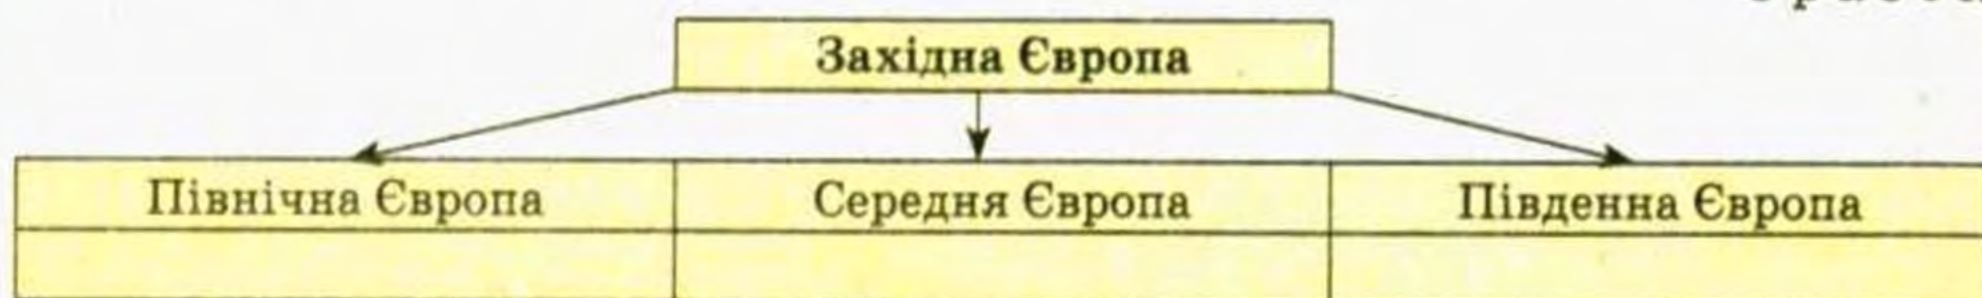 Західна Європа
Північна Європа
Середня Європа
Південна Європа